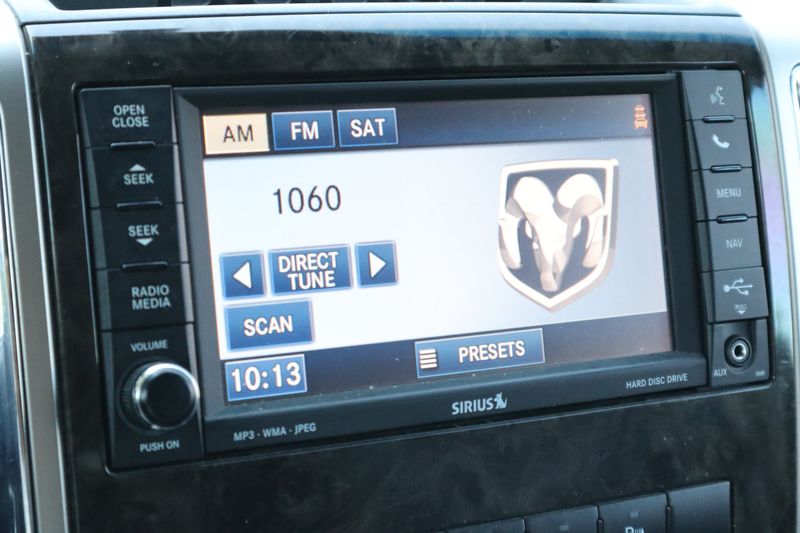 OPEN
CLOSE
SEEK
SEEK
RADIO
MEDIA
VOLUME
PUSH ON
AM FM SAT
1060
DIRECT
TUNE
SCAN
10:13
PRESETS
MP3 · WMA · JPEG
SIRIUS
HARD DISC DRIVE
MENU
NAV
PULL
AUX
P